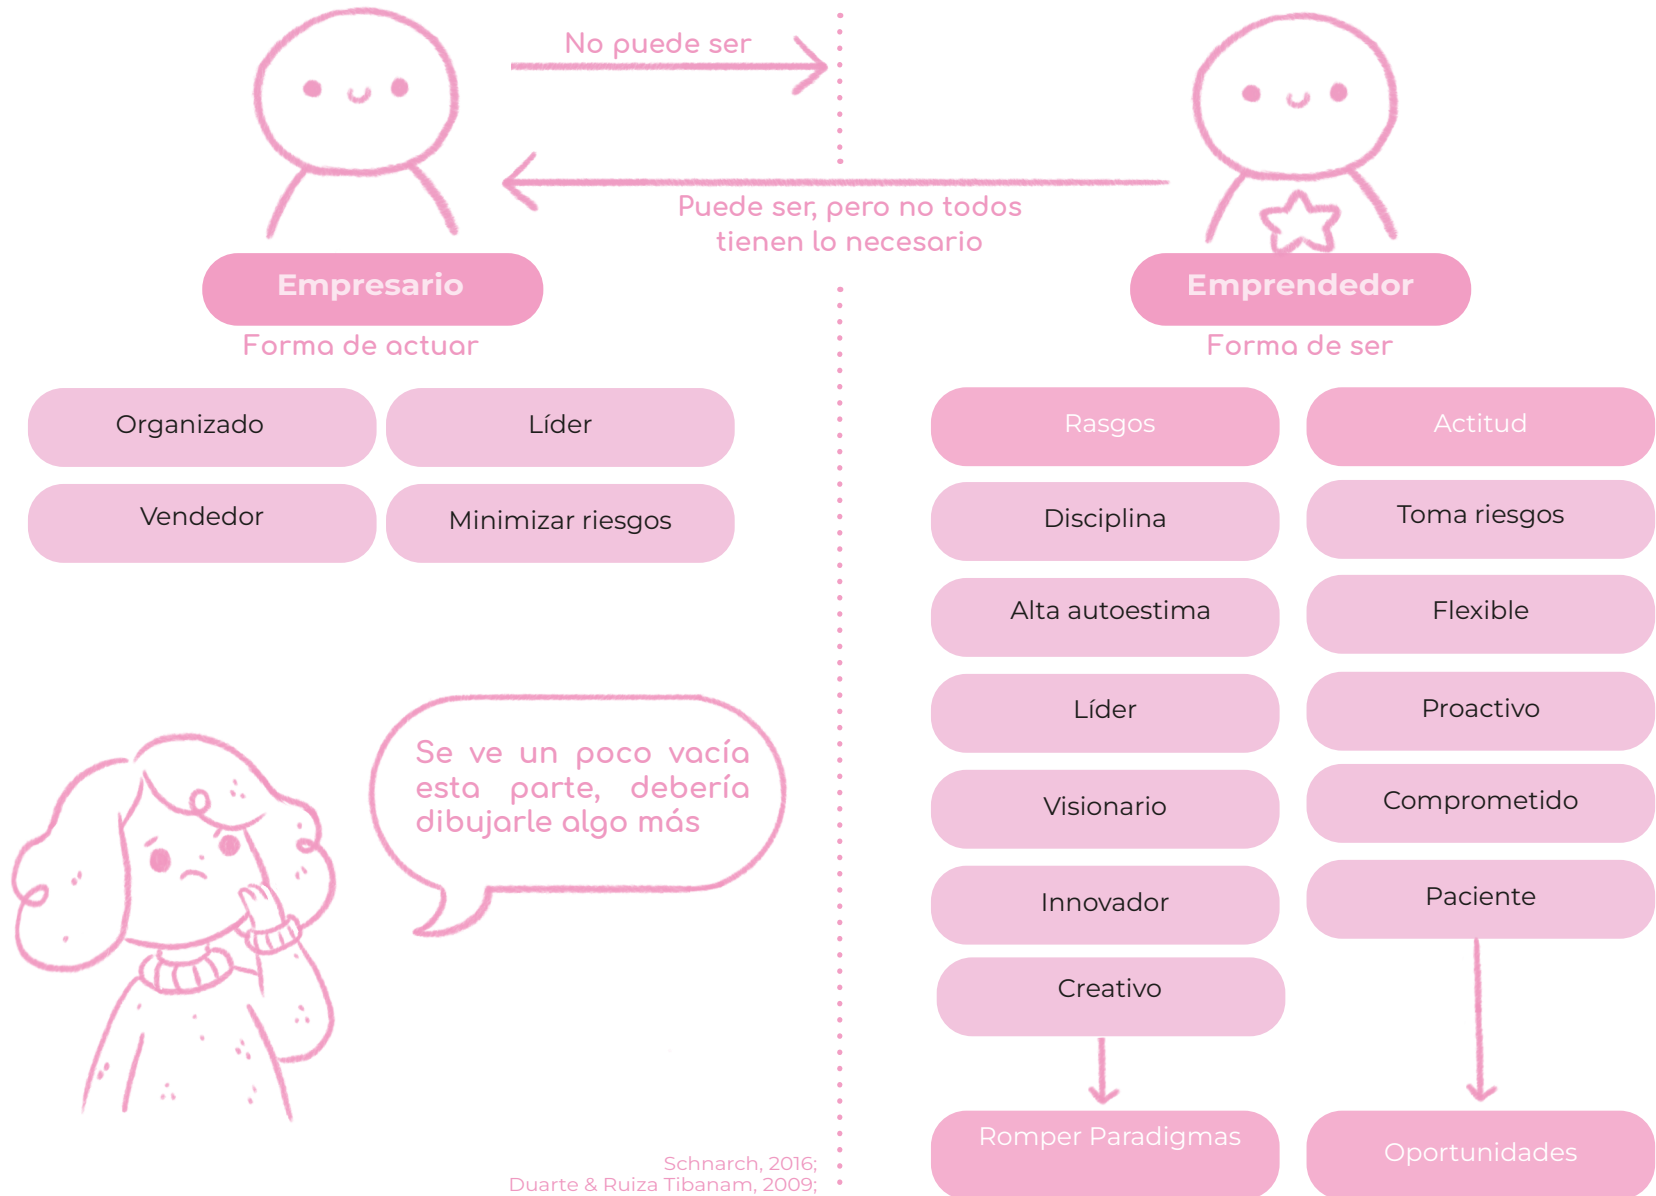 No puede ser
Puede ser, pero no todos
tienen lo necesario
Empresario
Forma de actuar
Organizado
Líder
Vendedor
Minimizar riesgos
Se ve un poco vacía
esta parte, debería
dibujarle algo más
Schnarch, 2016;
Duarte & Ruiza Tibanam, 2009;
Emprendedor
Forma de ser
Rasgos
Actitud
Disciplina
Toma riesgos
Alta autoestima
Flexible
Líder
Proactivo
Visionario
Comprometido
Innovador
Paciente
Creativo
Romper Paradigmas
Oportunidades